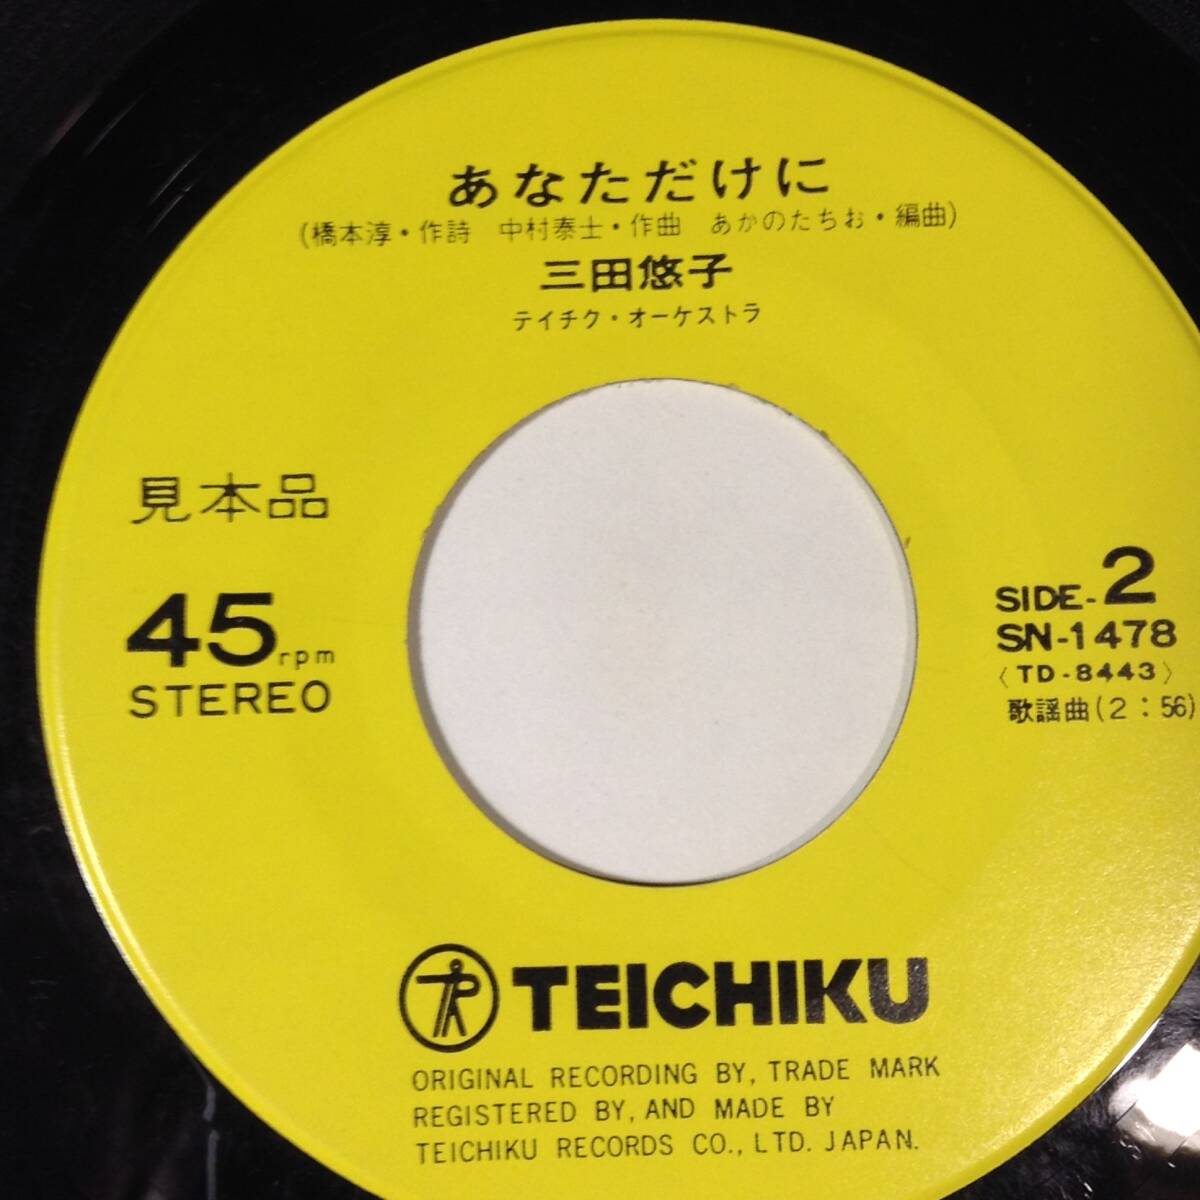 あなただけに
(橋本淳・作詩 中村泰士・作曲 あかのたちお・編曲)
三田悠子
テイチク・オーケストラ
見本品
45rpm
STEREO
SIDE-2
SN-1478
〈TD-8443〉
歌謡曲(2:56)
TEICHIKU
ORIGINAL RECORDING BY, TRADE MARK
REGISTERED BY, AND MADE BY
TEICHIKU RECORDS CO., LTD. JAPAN.